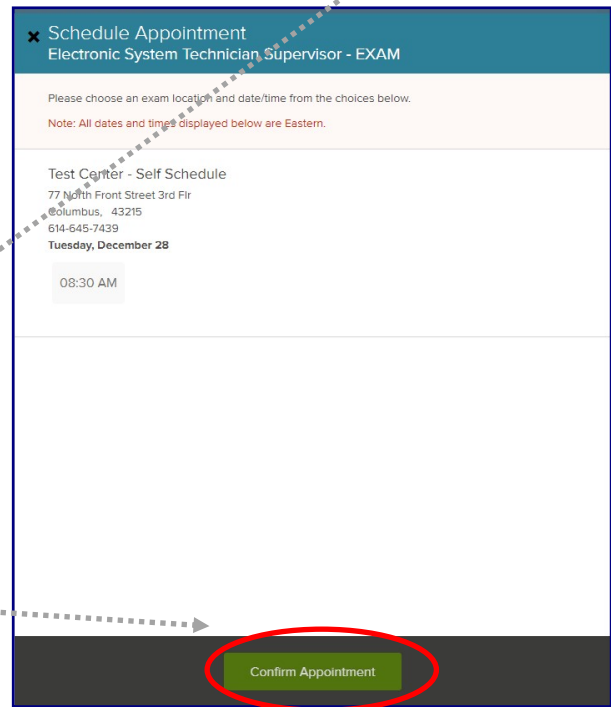 Schedule Appointment
Electronic System Technician Supervisor - EXAM
Please choose an exam location and date/time from the choices below.
Note: All dates and times displayed below are Eastern.
Test Center - Self Schedule
77 North Front Street 3rd Flr
Columbus, 43215
614-645-7439
Tuesday, December 28
08:30 AM
Confirm Appointment